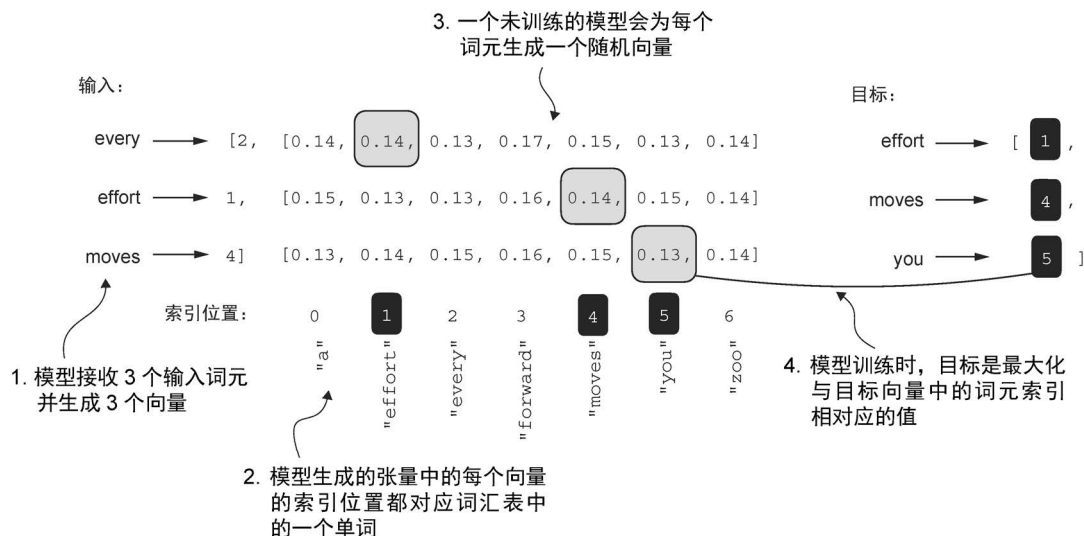 3. 一个未训练的模型会为每个
词元生成一个随机向量
输入:
目标:
every [2, [0.14, 0.14, 0.13, 0.17, 0.15, 0.13, 0.14] effort [ 1 ,
effort 1, [0.15, 0.13, 0.13, 0.16, 0.14, 0.15, 0.14] moves 4 ,
moves 4] [0.13, 0.14, 0.15, 0.16, 0.15, 0.13, 0.14] you 5 ]
索引位置: 0 1 2 3 4 5 6
"a" "effort" "every" "forward" "moves" "you" "zoo"
1. 模型接收 3 个输入词元
并生成 3 个向量
4. 模型训练时，目标是最大化
与目标向量中的词元索引
相对应的值
2. 模型生成的张量中的每个向量
的索引位置都对应词汇表中
的一个单词